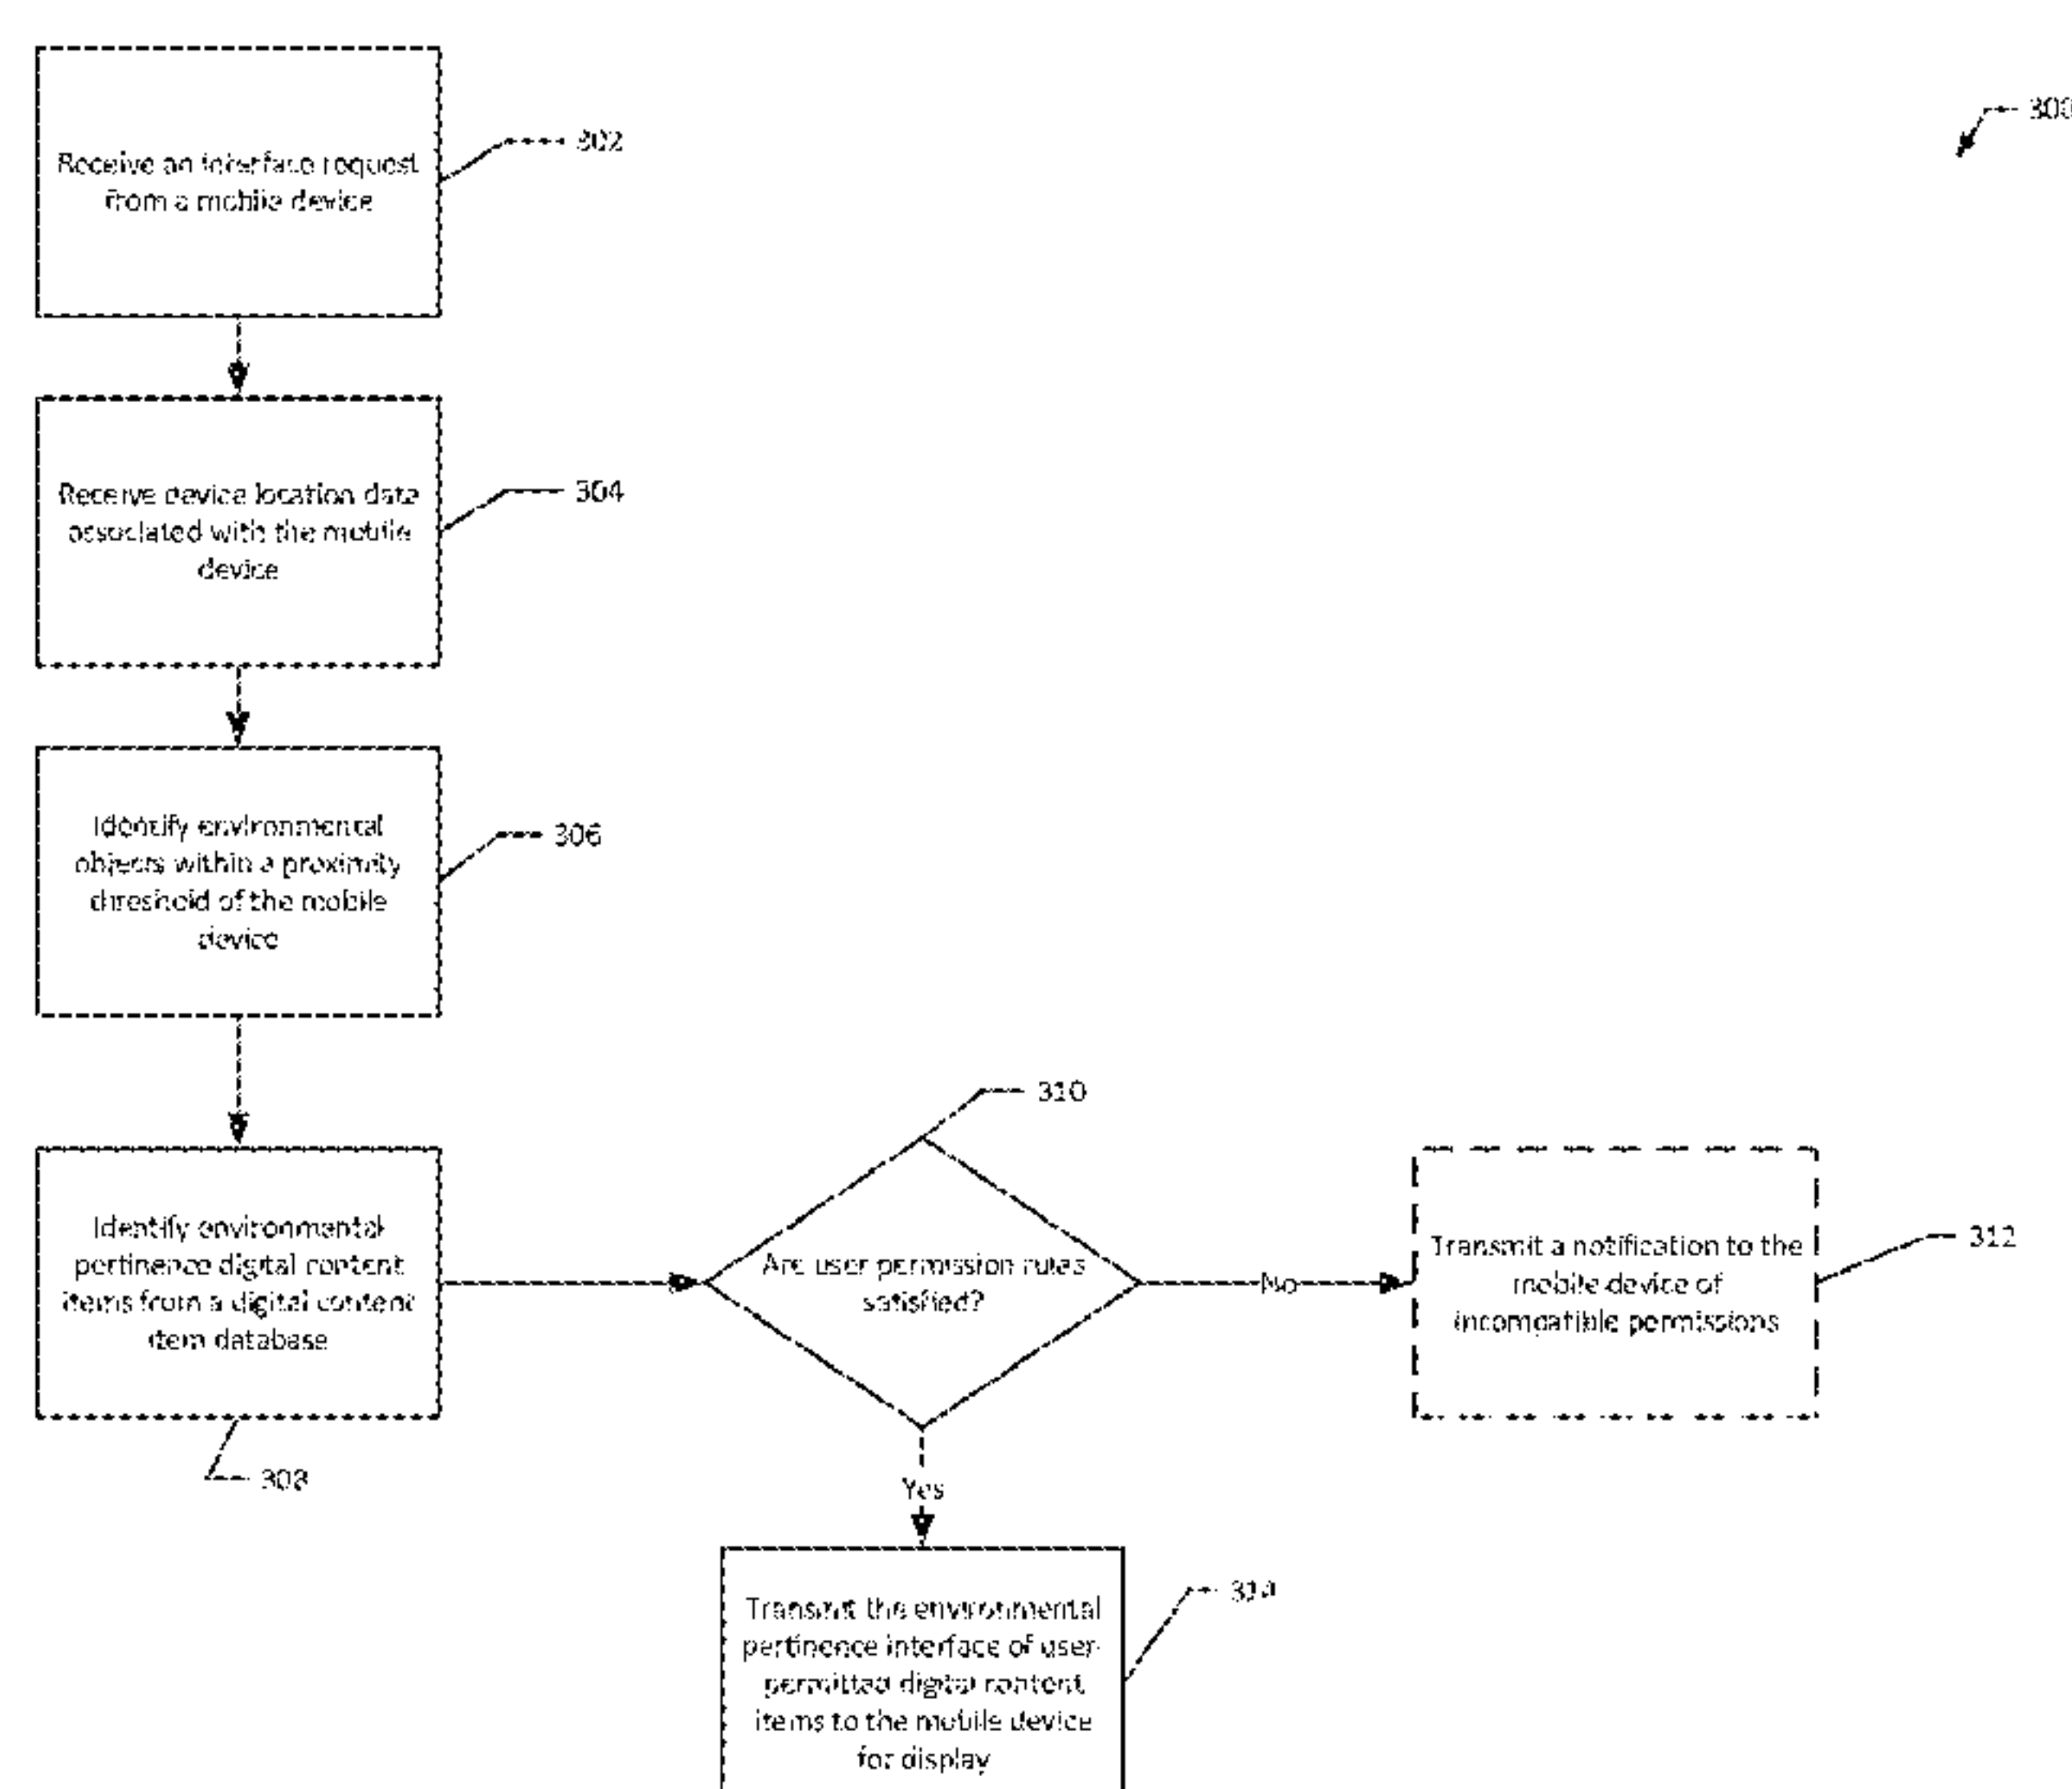 300
Receive an interface request
from a mobile device
302
Receive device location data
associated with the mobile
device
304
Identify environmental
objects within a proximity
threshold of the mobile
device
306
Identify environmental
pertinence digital content
items from a digital content
item database
308
310
Are user permission rules
satisfied?
No
Transmit a notification to the
mobile device of
incompatible permissions
312
Yes
Transmit the environmental
pertinence interface of user-
permitted digital content
items to the mobile device
for display
314